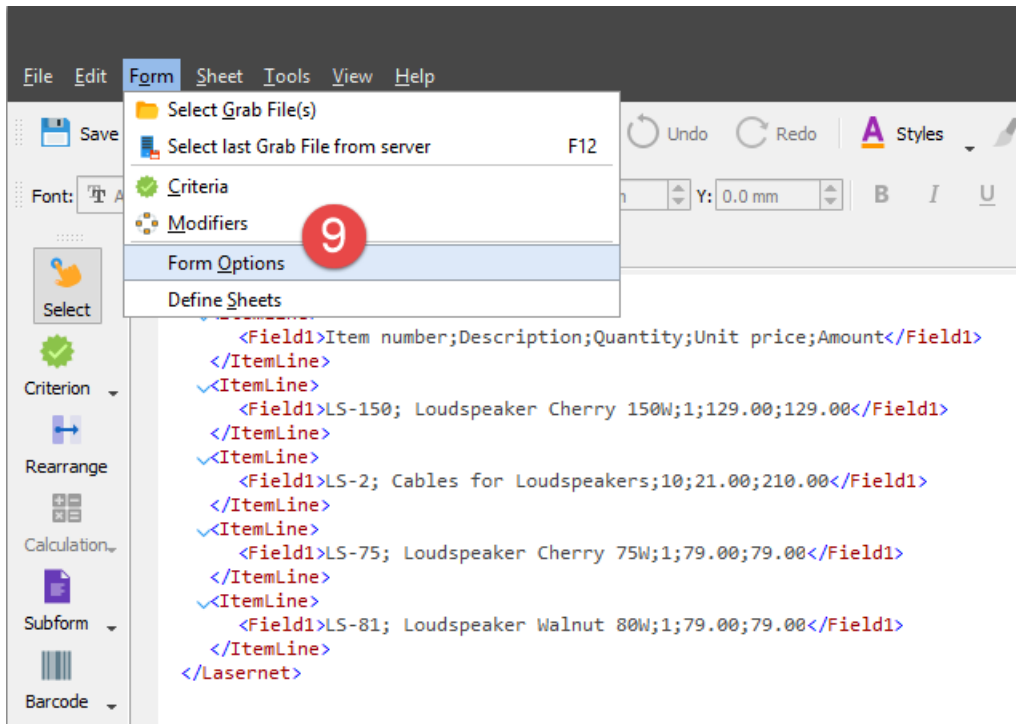 File Edit Form Sheet Tools View Help
Select Grab File(s)
Save Select last Grab File from server F12 Undo Redo A Styles
Criteria
Font: Y: 0.0 mm B I U
Modifiers
9
Form Options
Select Define Sheets
<Field1>Item number;Description;Quantity;Unit price;Amount</Field1>
</ItemLine>
Criterion <ItemLine>
<Field1>LS-150; Loudspeaker Cherry 150W;1;129.00;129.00</Field1>
</ItemLine>
Rearrange <ItemLine>
<Field1>LS-2; Cables for Loudspeakers;10;21.00;210.00</Field1>
</ItemLine>
Calculation <ItemLine>
<Field1>LS-75; Loudspeaker Cherry 75W;1;79.00;79.00</Field1>
</ItemLine>
<ItemLine>
Subform <Field1>LS-81; Loudspeaker Walnut 80W;1;79.00;79.00</Field1>
</ItemLine>
</Lasernet>
Barcode